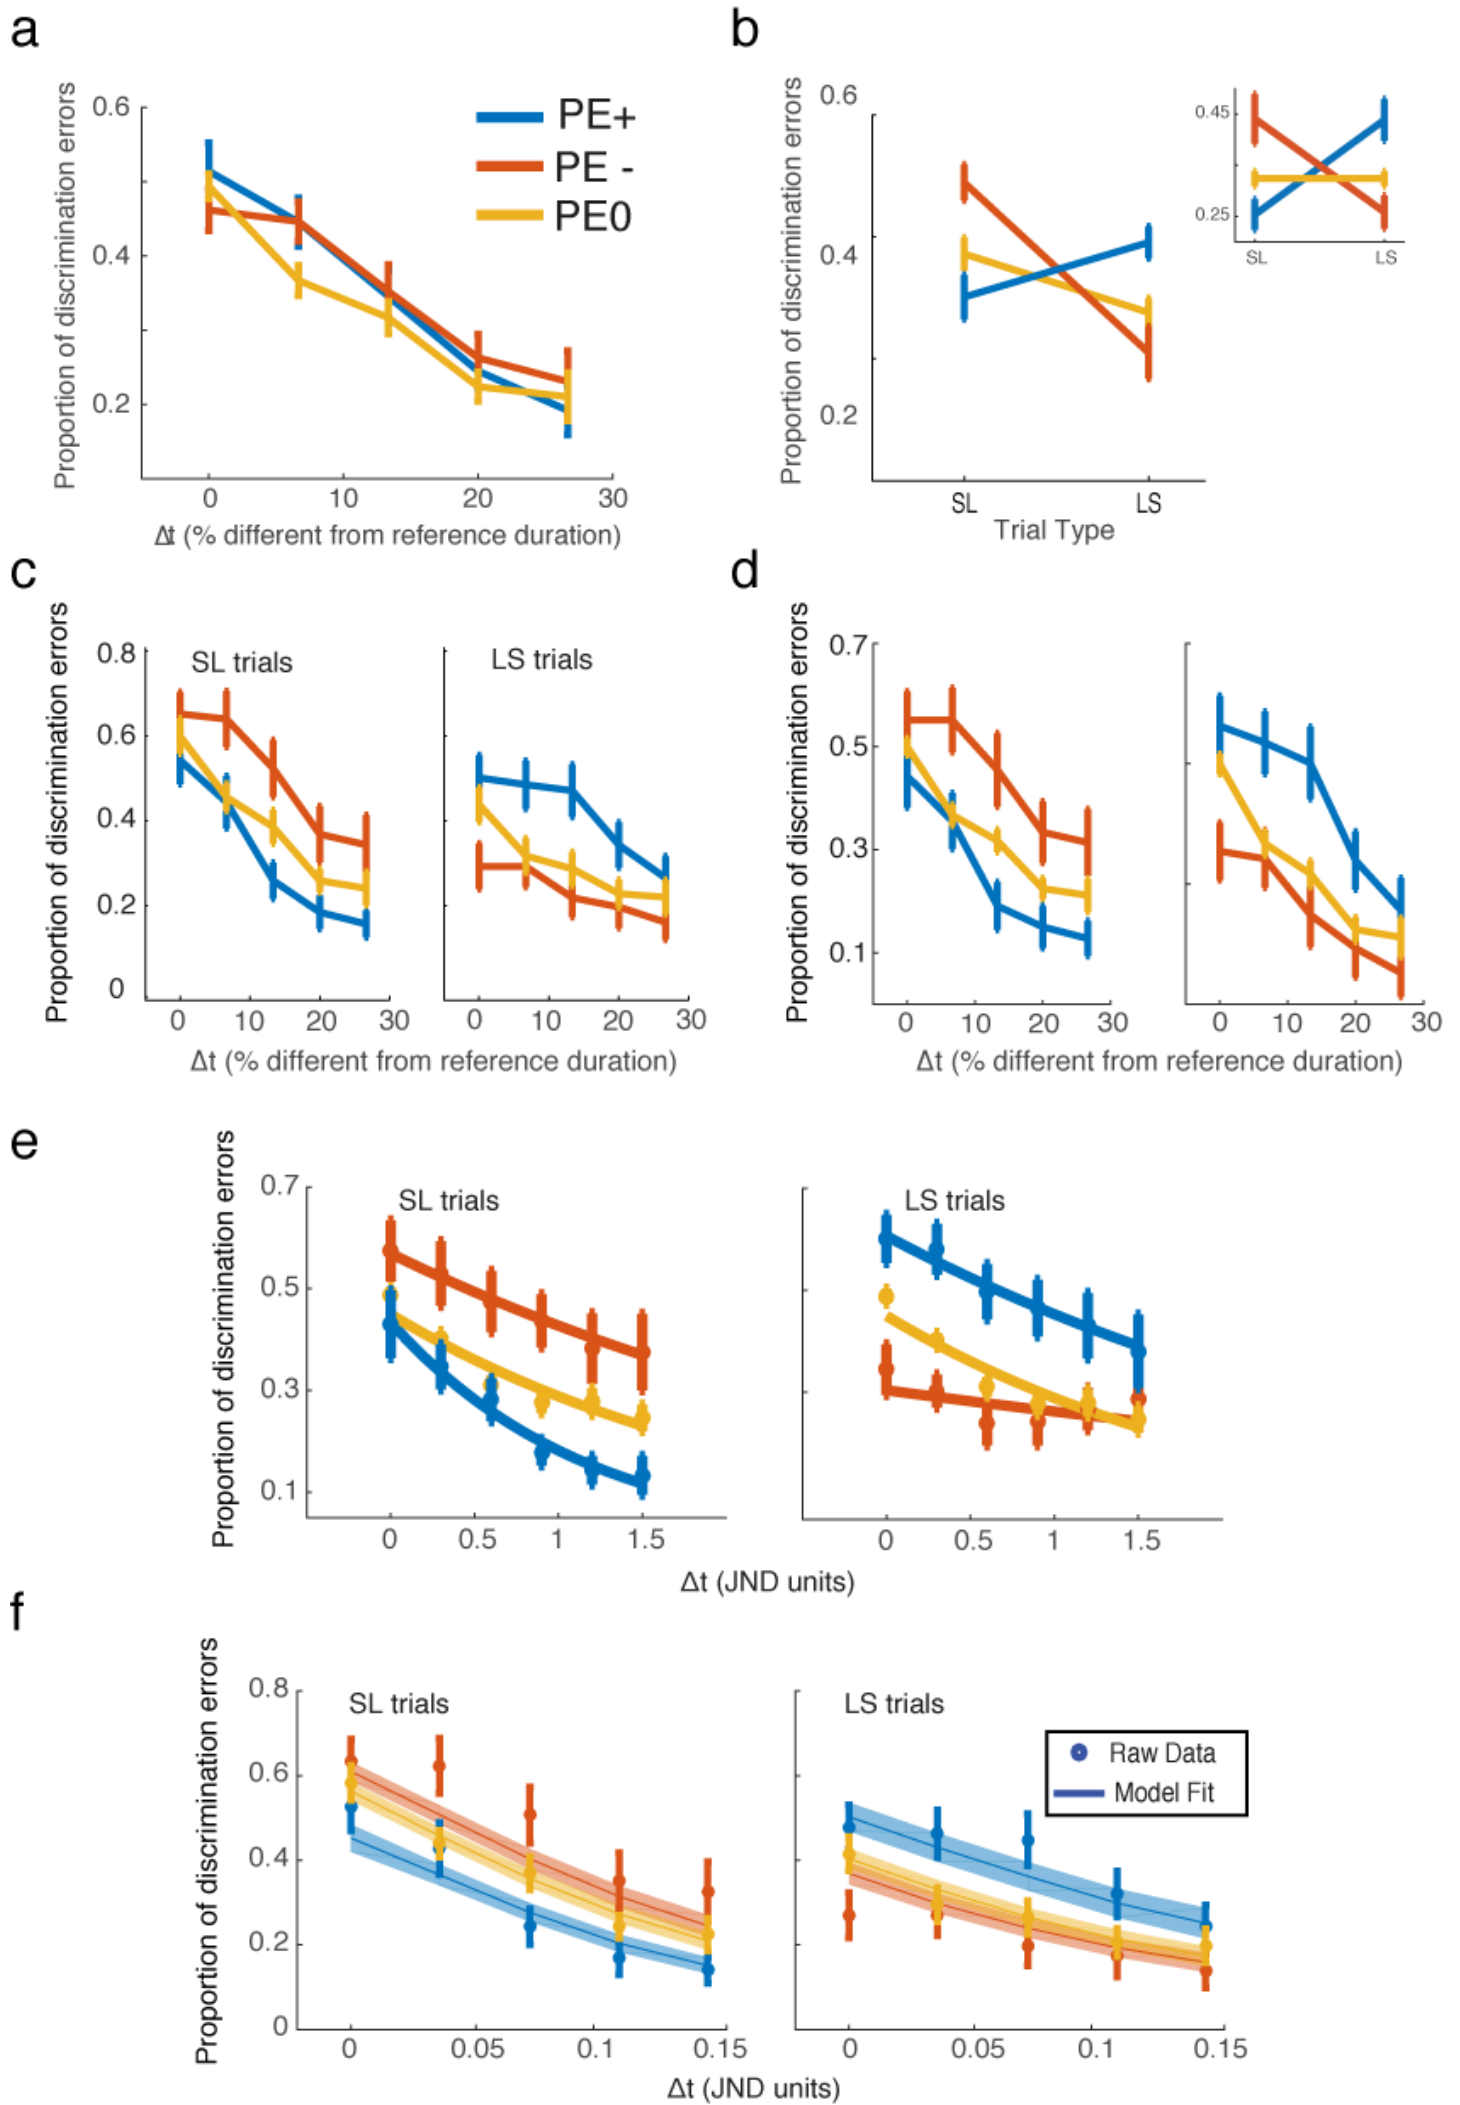 a
Proportion of discrimination errors
0.6
0.4
0.2
0 10 20 30
Δt (% different from reference duration)
PE+
PE -
PE0
b
Proportion of discrimination errors
0.6
0.4
0.2
SL LS
Trial Type
0.45
0.25
SL LS
c
Proportion of discrimination errors
0.8
0.6
0.4
0.2
0
SL trials
LS trials
0 10 20 30
0 10 20 30
Δt (% different from reference duration)
d
Proportion of discrimination errors
0.7
0.5
0.3
0.1
0 10 20 30
0 10 20 30
Δt (% different from reference duration)
e
Proportion of discrimination errors
0.7
0.5
0.3
0.1
SL trials
LS trials
0 0.5 1 1.5
0 0.5 1 1.5
Δt (JND units)
f
Proportion of discrimination errors
0.8
0.6
0.4
0.2
0
SL trials
LS trials
Raw Data
Model Fit
0 0.05 0.1 0.15
0 0.05 0.1 0.15
Δt (JND units)